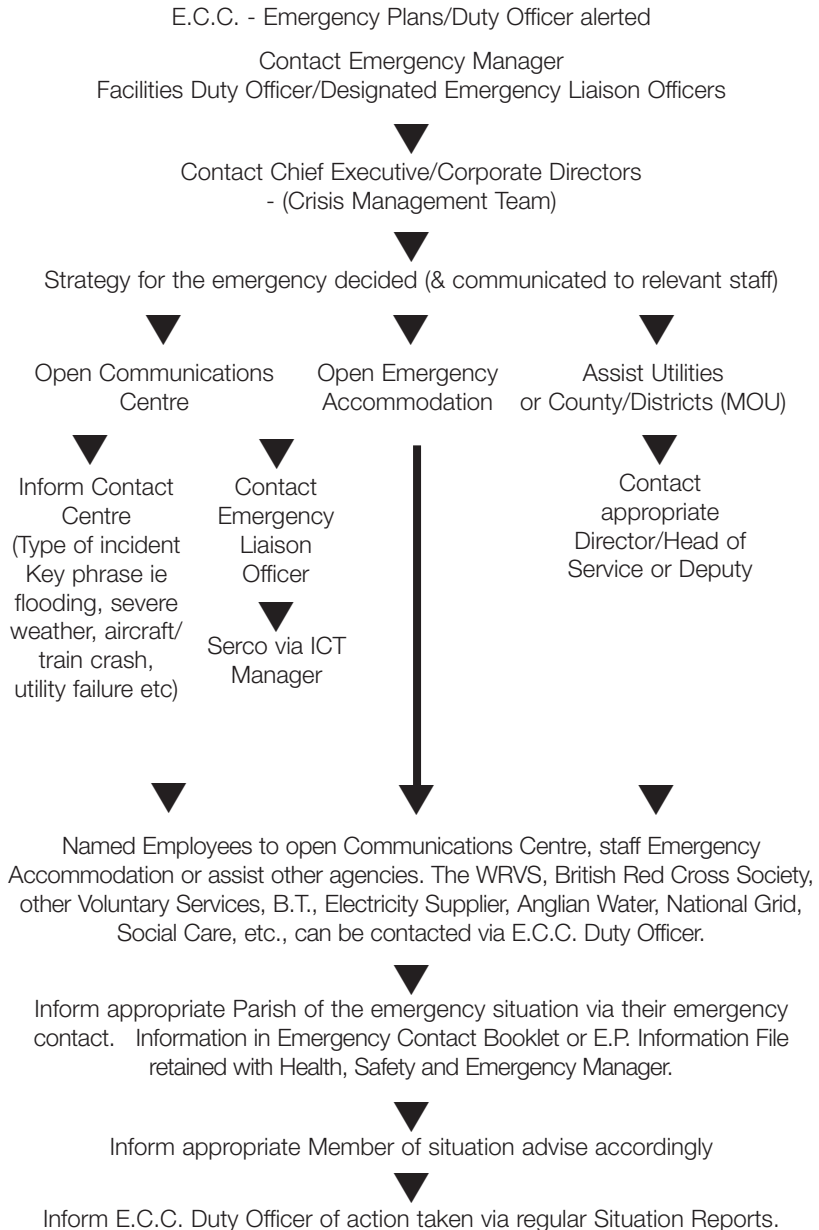 E.C.C. - Emergency Plans/Duty Officer alerted
Contact Emergency Manager
Facilities Duty Officer/Designated Emergency Liaison Officers
Contact Chief Executive/Corporate Directors
- (Crisis Management Team)
Strategy for the emergency decided (& communicated to relevant staff)
Open Communications
Centre
Open Emergency
Accommodation
Assist Utilities
or County/Districts (MOU)
Inform Contact
Centre
(Type of incident
Key phrase ie
flooding, severe
weather, aircraft/
train crash,
utility failure etc)
Contact
Emergency
Liaison
Officer
Serco via ICT
Manager
Contact
appropriate
Director/Head of
Service or Deputy
Named Employees to open Communications Centre, staff Emergency
Accommodation or assist other agencies. The WRVS, British Red Cross Society,
other Voluntary Services, B.T., Electricity Supplier, Anglian Water, National Grid,
Social Care, etc., can be contacted via E.C.C. Duty Officer.
Inform appropriate Parish of the emergency situation via their emergency
contact. Information in Emergency Contact Booklet or E.P. Information File
retained with Health, Safety and Emergency Manager.
Inform appropriate Member of situation advise accordingly
Inform E.C.C. Duty Officer of action taken via regular Situation Reports.